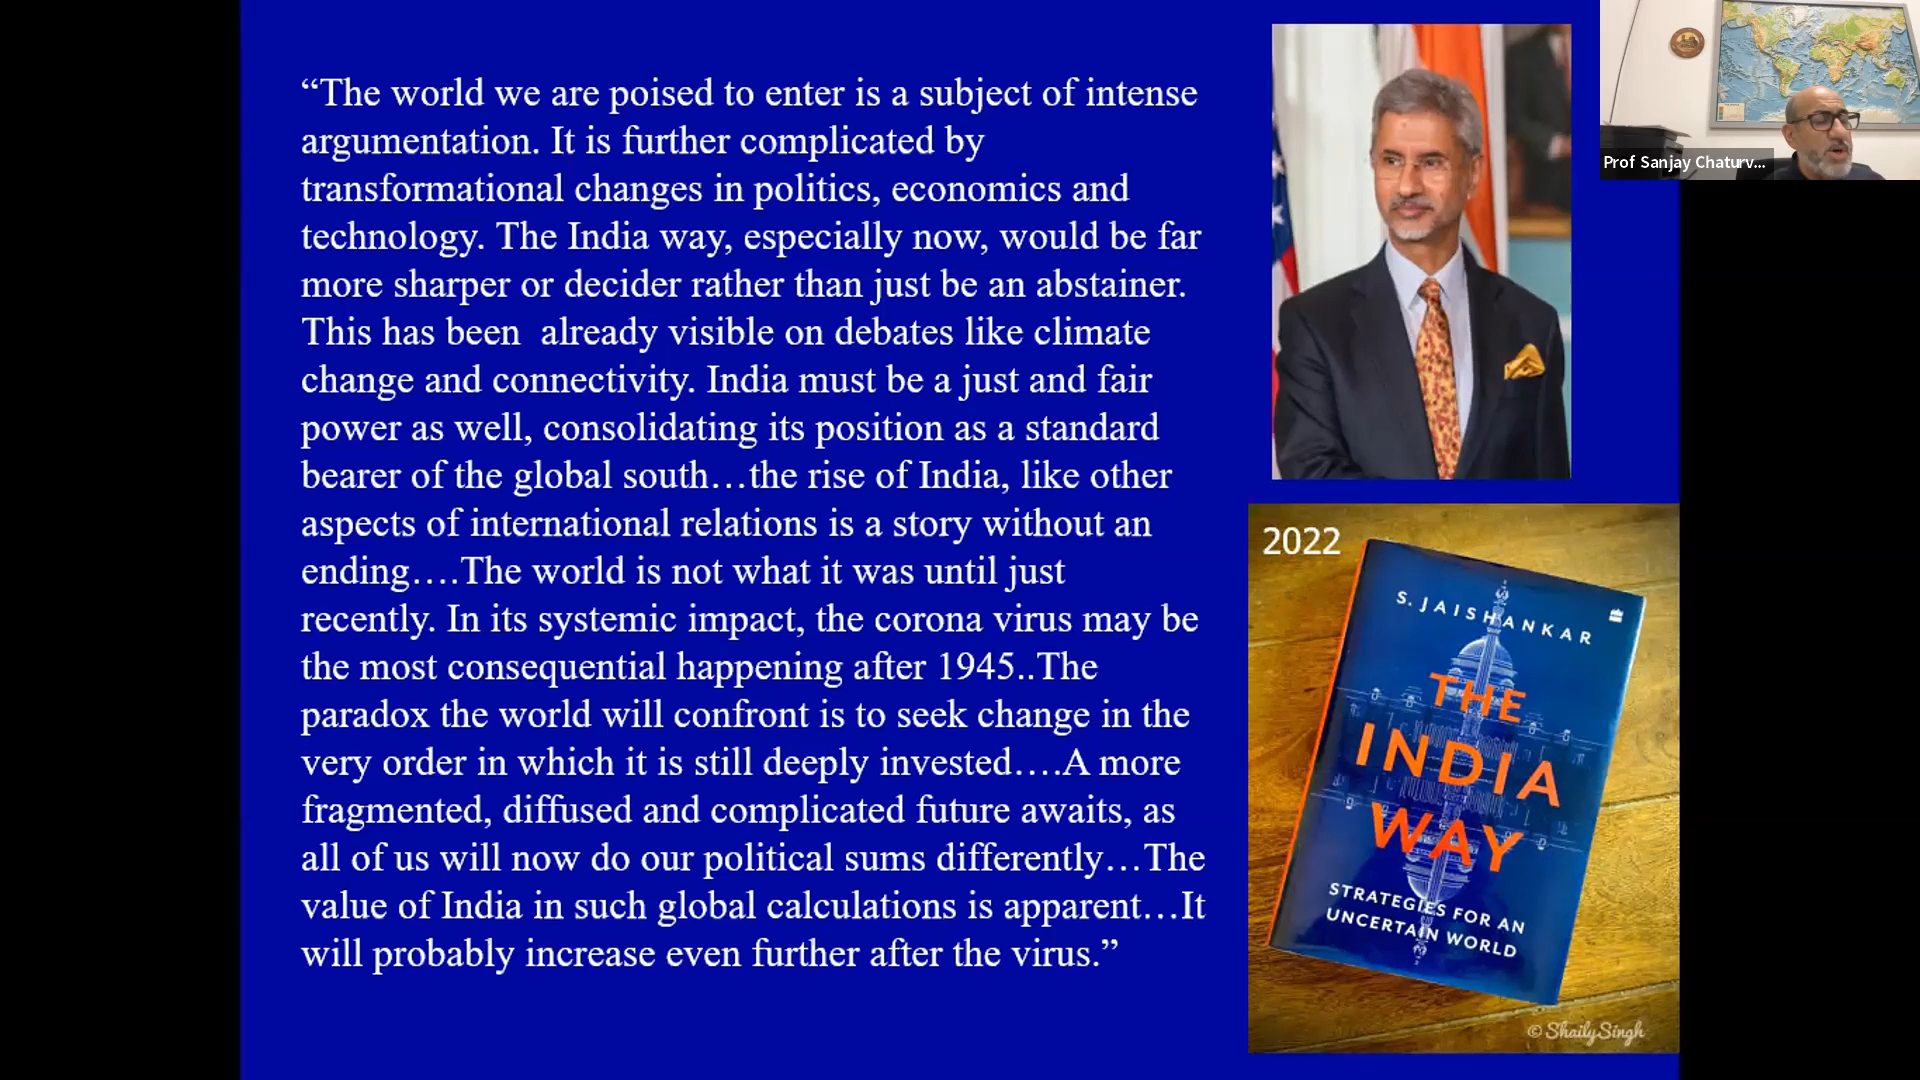 “The world we are poised to enter is a subject of intense
argumentation. It is further complicated by
transformational changes in politics, economics and
technology. The India way, especially now, would be far
more sharper or decider rather than just be an abstainer.
This has been  already visible on debates like climate
change and connectivity. India must be a just and fair
power as well, consolidating its position as a standard
bearer of the global south…the rise of India, like other
aspects of international relations is a story without an
ending….The world is not what it was until just
recently. In its systemic impact, the corona virus may be
the most consequential happening after 1945..The
paradox the world will confront is to seek change in the
very order in which it is still deeply invested….A more
fragmented, diffused and complicated future awaits, as
all of us will now do our political sums differently…The
value of India in such global calculations is apparent…It
will probably increase even further after the virus.”
Prof Sanjay Chaturv...
2022
S. JAISHANKAR
THE
INDIA
WAY
STRATEGIES FOR AN
UNCERTAIN WORLD
© ShailySingh